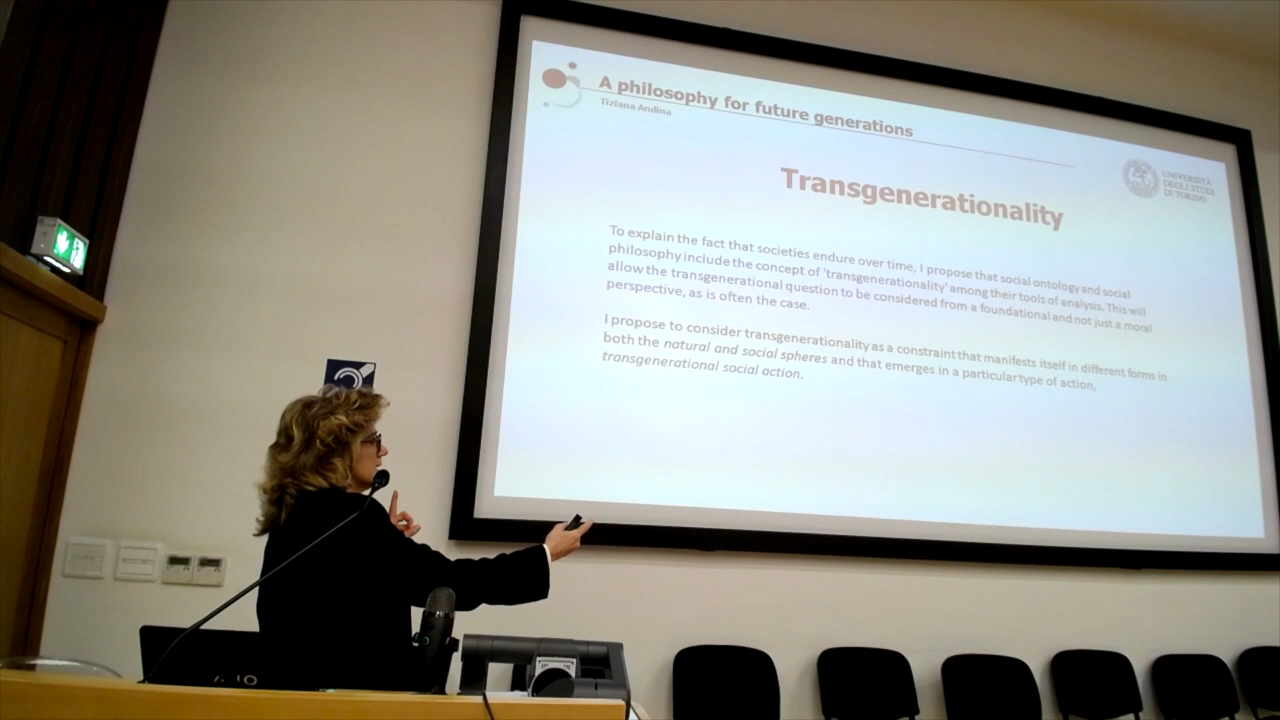 A philosophy for future generations
Tiziana Andina
UNIVERSITÀ
DEGLI STUDI
DI TORINO
Transgenerationality
To explain the fact that societies endure over time, I propose that social ontology and social
philosophy include the concept of 'transgenerationality' among their tools of analysis. This will
allow the transgenerational question to be considered from a foundational and not just a moral
perspective, as is often the case.
I propose to consider transgenerationality as a constraint that manifests itself in different forms in
both the natural and social spheres and that emerges in a particular type of action,
transgenerational social action.